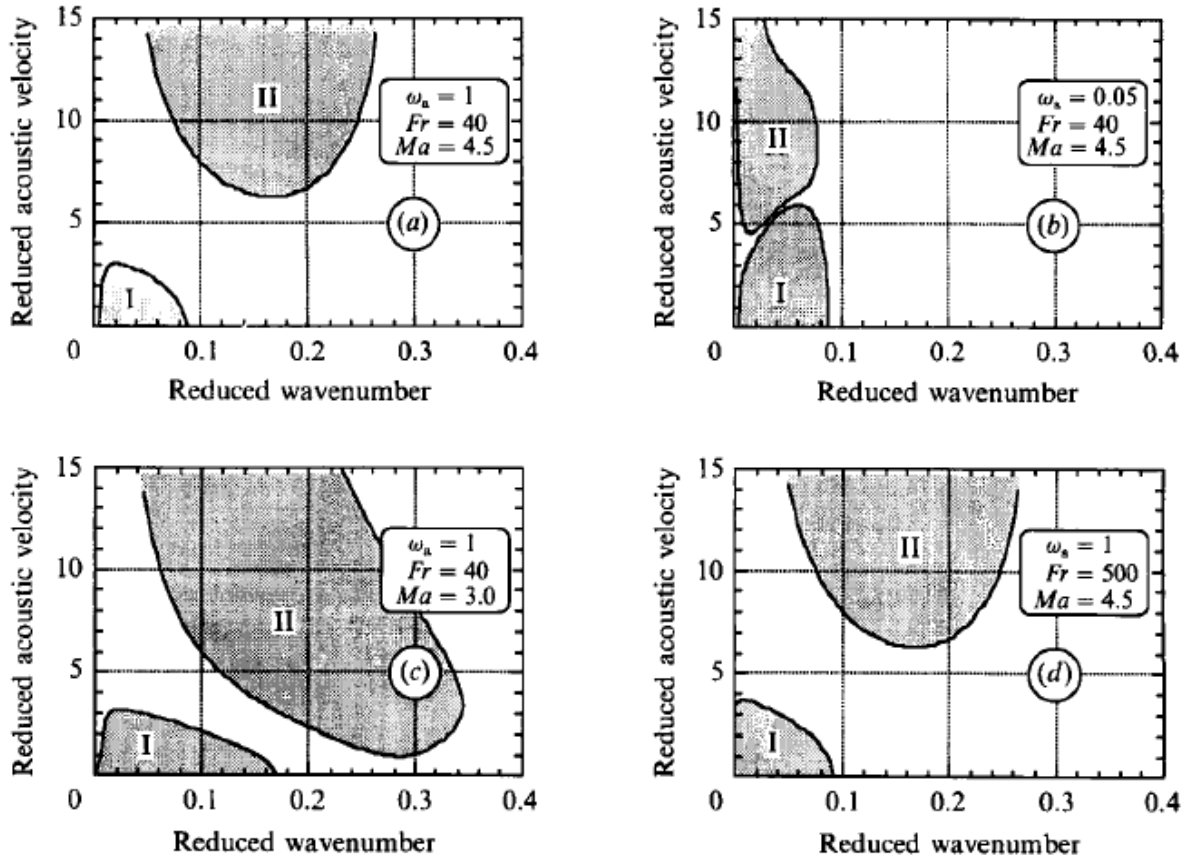 Reduced acoustic velocity
15
10
5
0
0.1
0.2
0.3
0.4
Reduced wavenumber
I
II
ωa = 1
Fr = 40
Ma = 4.5
(a)
Reduced acoustic velocity
15
10
5
0
0.1
0.2
0.3
0.4
Reduced wavenumber
I
II
ωa = 0.05
Fr = 40
Ma = 4.5
(b)
Reduced acoustic velocity
15
10
5
0
0.1
0.2
0.3
0.4
Reduced wavenumber
I
II
ωa = 1
Fr = 40
Ma = 3.0
(c)
Reduced acoustic velocity
15
10
5
0
0.1
0.2
0.3
0.4
Reduced wavenumber
I
II
ωa = 1
Fr = 500
Ma = 4.5
(d)